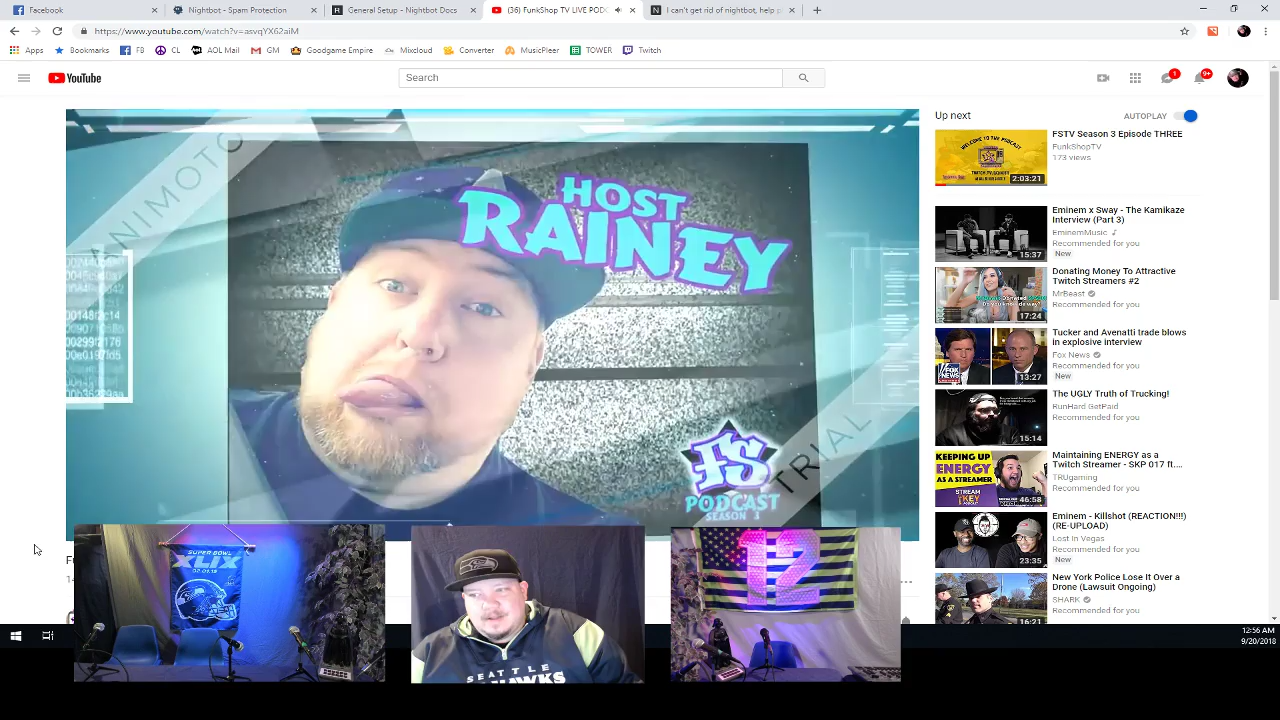 Facebook
Nightbot - Spam Protection
General Setup - Nightbot Docs
(36) FunkShop TV LIVE PODC
I can't get rid of nightbot, help p
https://www.youtube.com/watch?v=asvqYX62aiM
Apps
Bookmarks
FB
CL
AOL Mail
GM
Goodgame Empire
Mixcloud
Converter
MusicPleer
TOWER
Twitch
YouTube
Search
1
9+
ANIMOTO
HOST
RAINEY
FS
PODCAST
SEASON 3
TRIAL
Up next
AUTOPLAY
WELCOME TO THE PODCAST
2:03:21
FSTV Season 3 Episode THREE
FunkShopTV
173 views
15:37
Eminem x Sway - The Kamikaze
Interview (Part 3)
EminemMusic
Recommended for you
New
17:24
Donating Money To Attractive
Twitch Streamers #2
MrBeast
Recommended for you
13:27
Tucker and Avenatti trade blows
in explosive interview
Fox News
Recommended for you
New
15:14
The UGLY Truth of Trucking!
RunHard GetPaid
Recommended for you
KEEPING UP
ENERGY
AS A STREAMER
46:58
Maintaining ENERGY as a
Twitch Streamer - SKP 017 ft....
TRUgaming
Recommended for you
23:35
Eminem - Killshot (REACTION!!!)
(RE-UPLOAD)
Lost In Vegas
Recommended for you
New
16:21
New York Police Lose It Over a
Drone (Lawsuit Ongoing)
SHARK
Recommended for you
SUPER BOWL
XLIX
SEATTLE
HAWKS
12
12:56 AM
9/20/2018